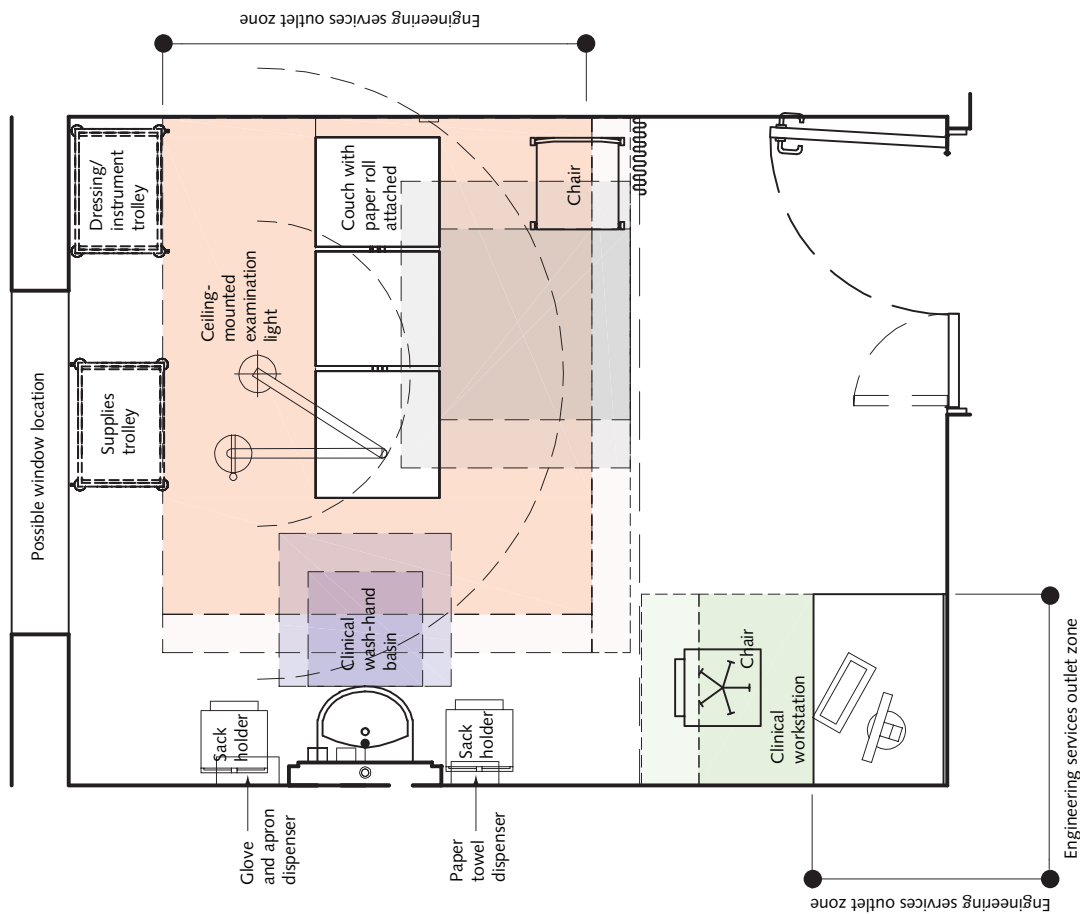 Engineering services outlet zone
Dressing/
instrument
trolley
Couch with
paper roll
attached
Chair
Ceiling-
mounted
examination
light
Possible window location
Supplies
trolley
Clinical
wash-hand
basin
Sack
holder
Sack
holder
Glove
and apron
dispenser
Paper
towel
dispenser
Chair
Clinical
workstation
Engineering services outlet zone
Engineering services outlet zone